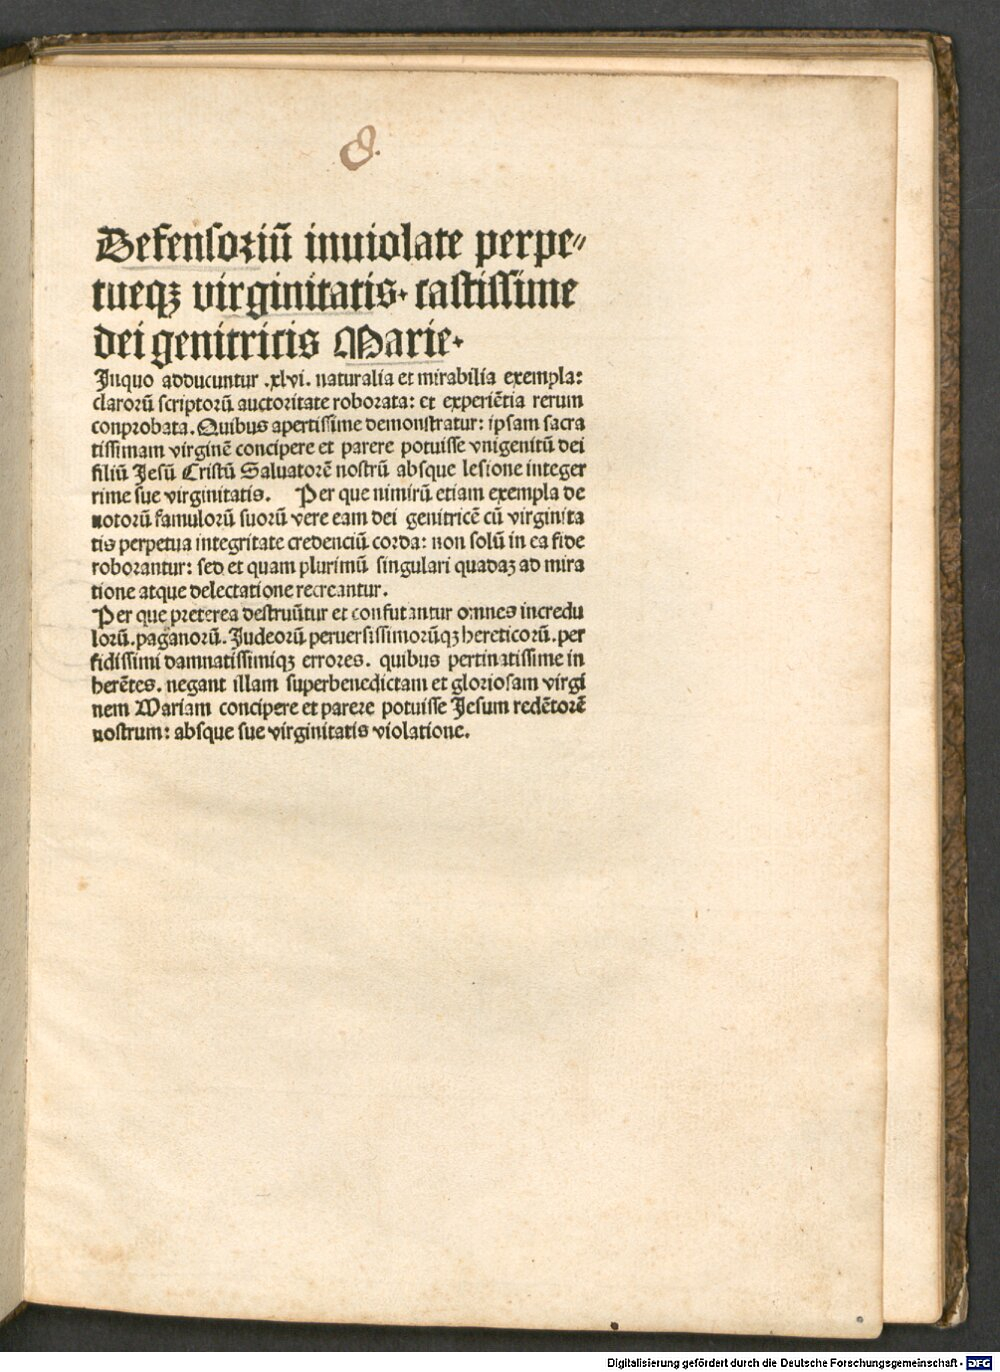 8.
Defensoriū inuiolate perpe⸗
tueqꝫ virginitatis. castissime
dei genitricis Marie.
Inquo adducuntur .xlvi. naturalia et mirabilia exempla:
clarorū scriptorū auctoritate roborata: et experiētia rerum
conprobata. Quibus apertissime demonstratur: ipsam sacra
tissimam virginē concipere et parere potuisse vnigenitū dei
filiū Jesū Cristū Saluatorē nostrū absque lesione integer
rime sue virginitatis. Per que nimirū etiam exempla de
uotorū famulorū suorū vere eam dei genitricē cū virginita
tis perpetua integritate credenciū corda: non solū in ea fide
roborantur: sed et quam plurimū singulari quadaꝫ ad mira
tione atque delectatione recreantur.
Per que preterea destruūtur et confutantur omnes incredu
lorū. paganorū. Judeorū peruersissimorūqꝫ hereticorū. per
fidissimi damnatissimiqꝫ errores. quibus pertinatissime in
herētes. negant illam superbenedictam et gloriosam virgi
nem Mariam concipere et parere potuisse Jesum redētorē
nostrum: absque sue virginitatis violatione.
Digitalisierung gefördert durch die Deutsche Forschungsgemeinschaft - DFG